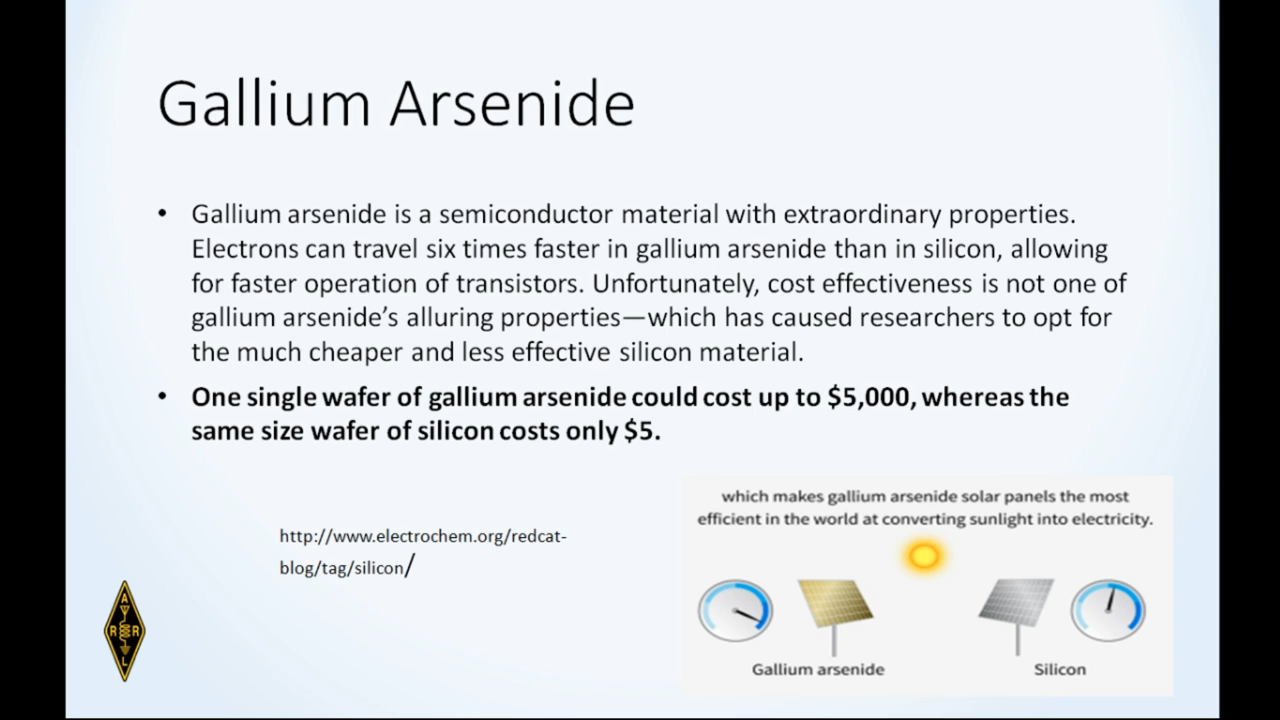 Gallium Arsenide
• Gallium arsenide is a semiconductor material with extraordinary properties.
Electrons can travel six times faster in gallium arsenide than in silicon, allowing
for faster operation of transistors. Unfortunately, cost effectiveness is not one of
gallium arsenide’s alluring properties—which has caused researchers to opt for
the much cheaper and less effective silicon material.
• One single wafer of gallium arsenide could cost up to $5,000, whereas the
same size wafer of silicon costs only $5.
http://www.electrochem.org/redcat-
blog/tag/silicon/
which makes gallium arsenide solar panels the most
efficient in the world at converting sunlight into electricity.
Gallium arsenide
Silicon
A
R R
L